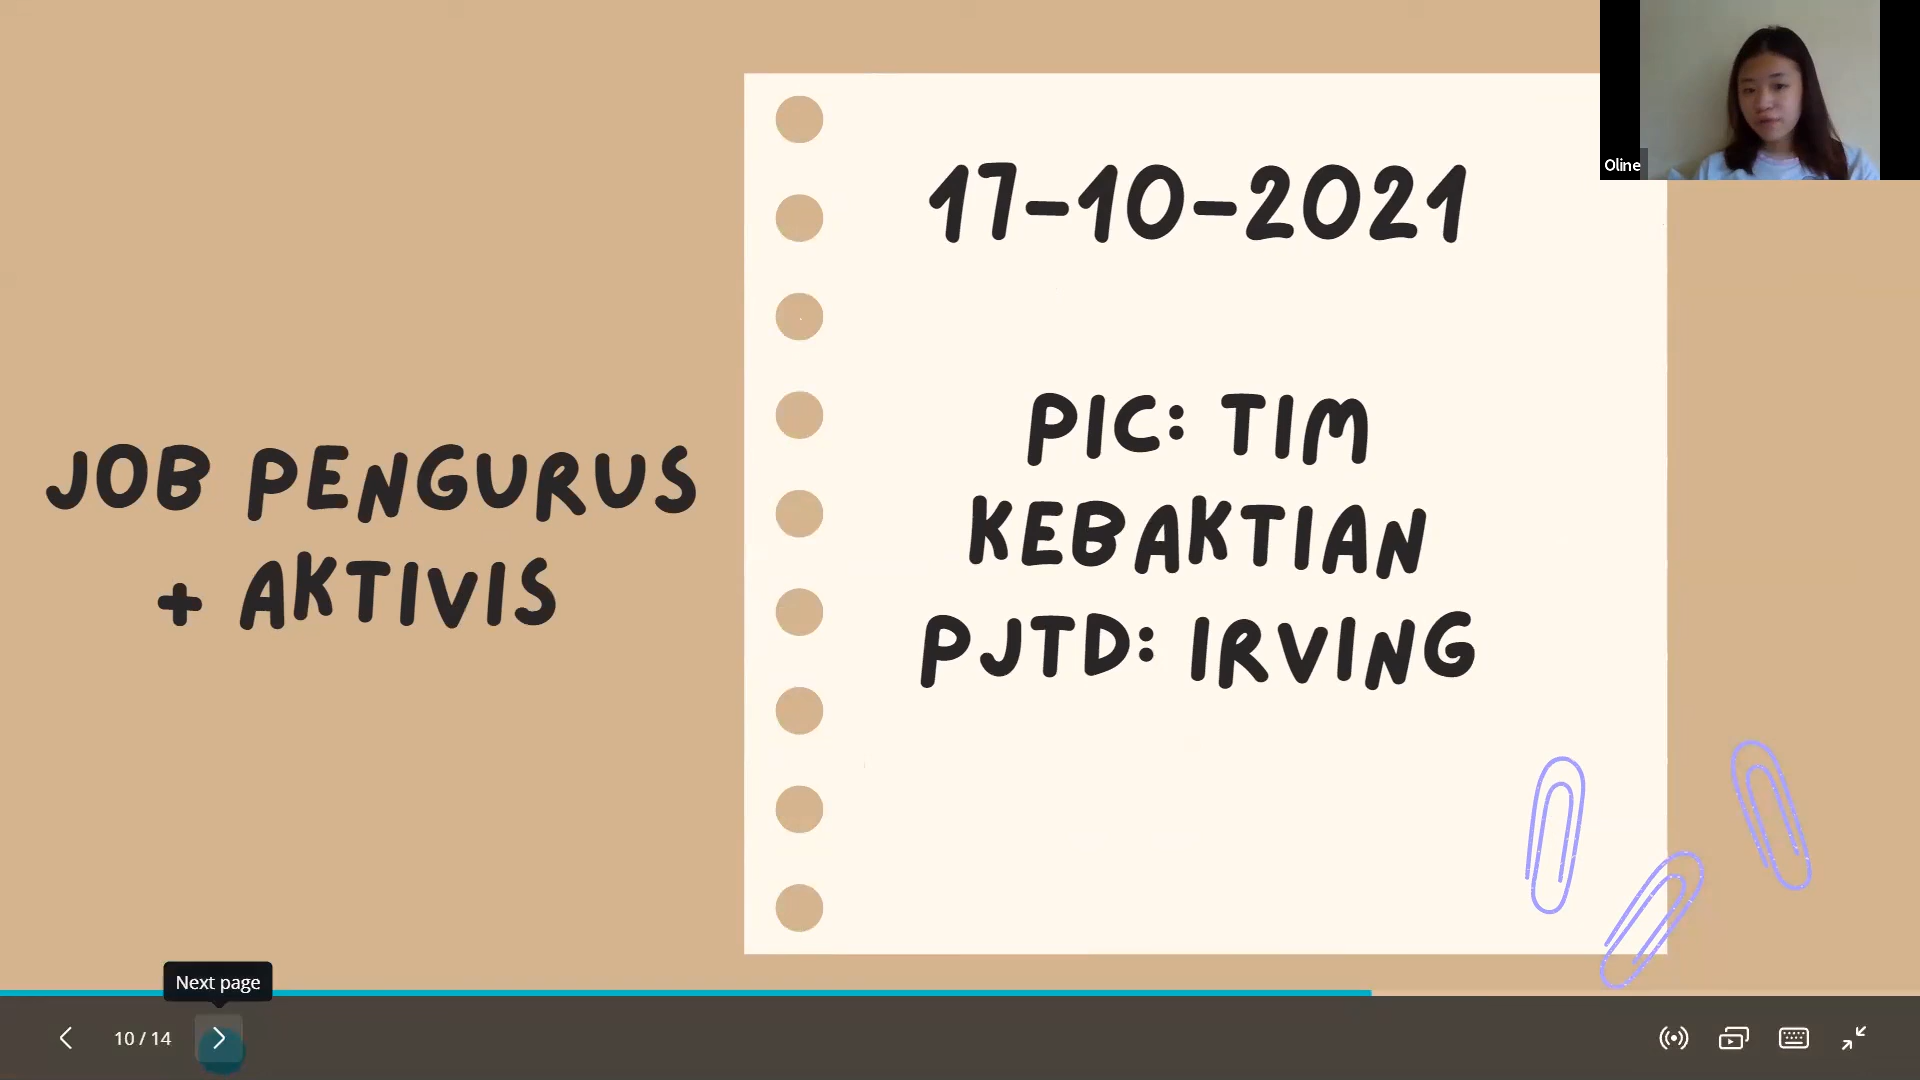 JOB PENGURUS
+ AKTIVIS
17-10-2021
PIC: TIM
KEBAKTIAN
PJTD: IRVING
Oline
Next page
10 / 14